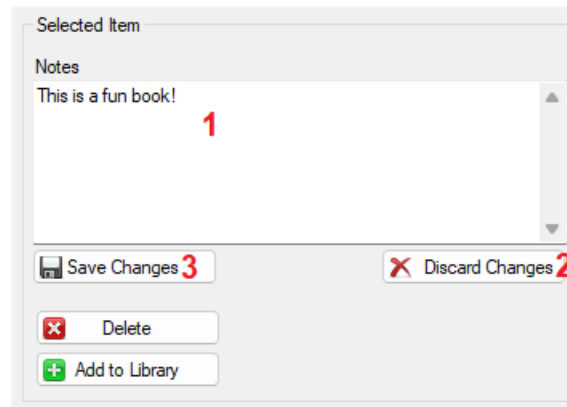 Selected Item
Notes
This is a fun book!
1
Save Changes 3
Discard Changes 2
Delete
Add to Library